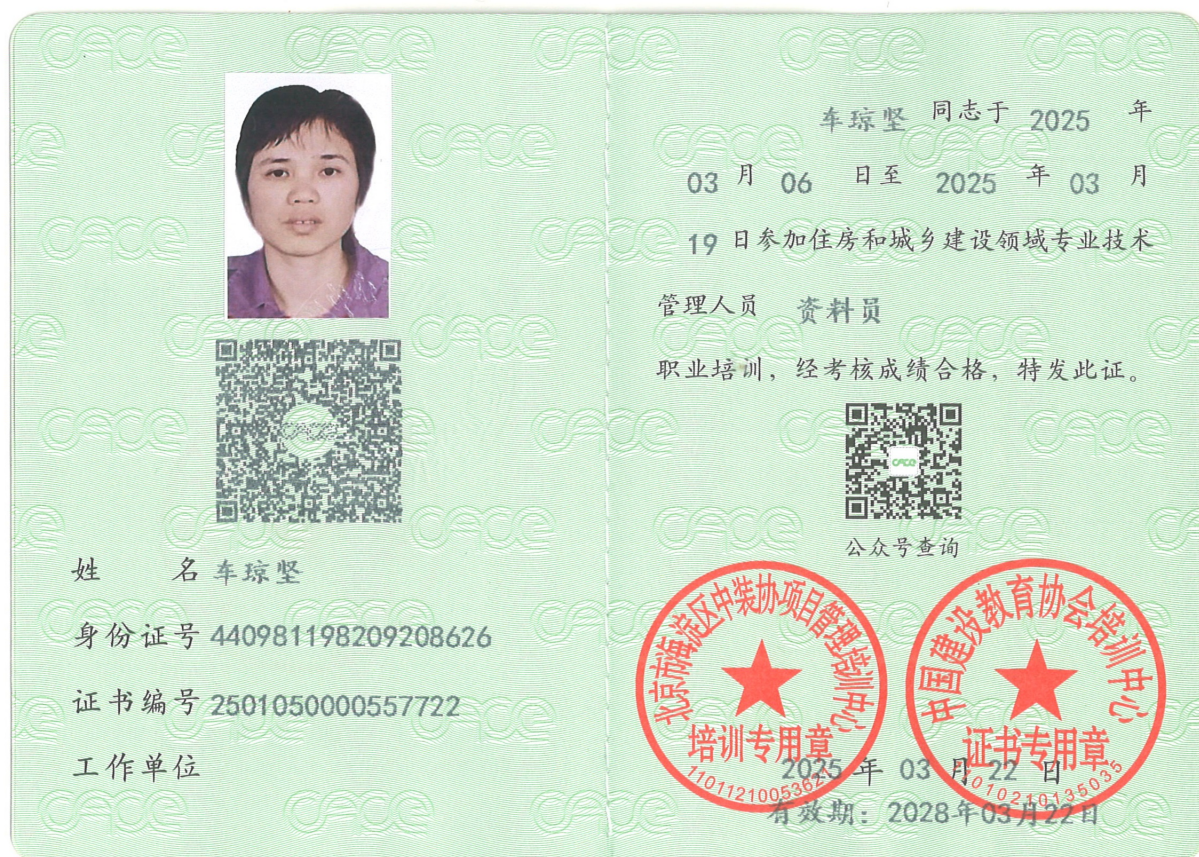 姓 名 车琼坚
身份证号 440981198209208626
证书编号 2501050000557722
工作单位
车琼坚 同志于 2025 年
03 月 06 日至 2025 年 03 月
19 日参加住房和城乡建设领域专业技术
管理人员 资料员
职业培训，经考核成绩合格，特发此证。
公众号查询
北京市海淀区中装协项目管理培训中心
培训专用章
中国建设教育协会培训中心
证书专用章
2025 年 03 月 22 日
有效期：2028年03月22日